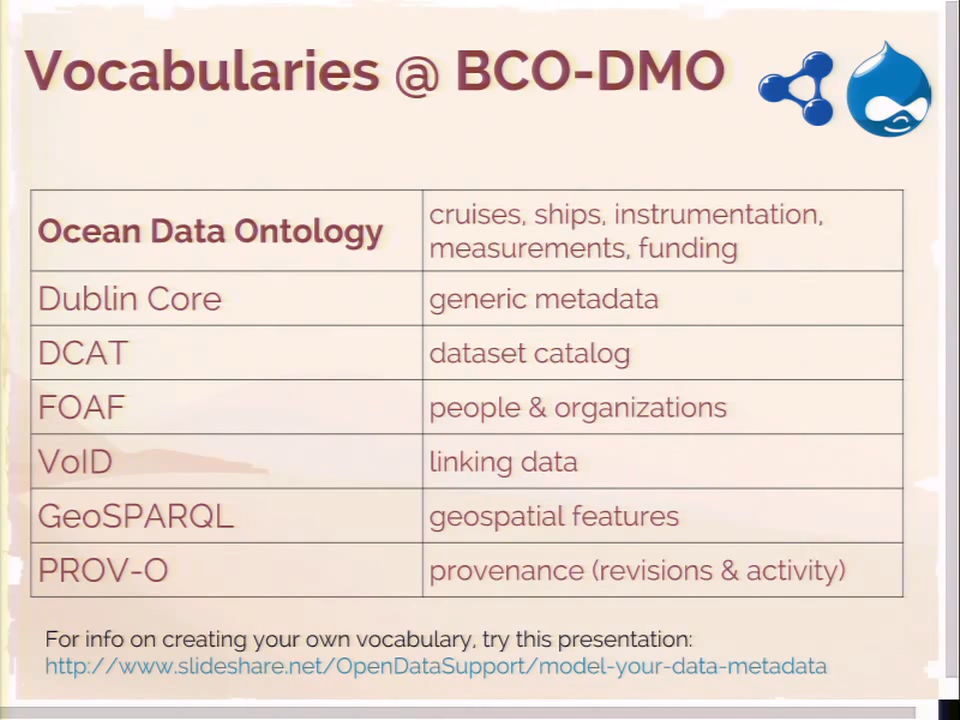 Vocabularies @ BCO-DMO
Ocean Data Ontology
cruises, ships, instrumentation,
measurements, funding
Dublin Core
generic metadata
DCAT
dataset catalog
FOAF
people & organizations
VoID
linking data
GeoSPARQL
geospatial features
PROV-O
provenance (revisions & activity)
For info on creating your own vocabulary, try this presentation:
http://www.slideshare.net/OpenDataSupport/model-your-data-metadata